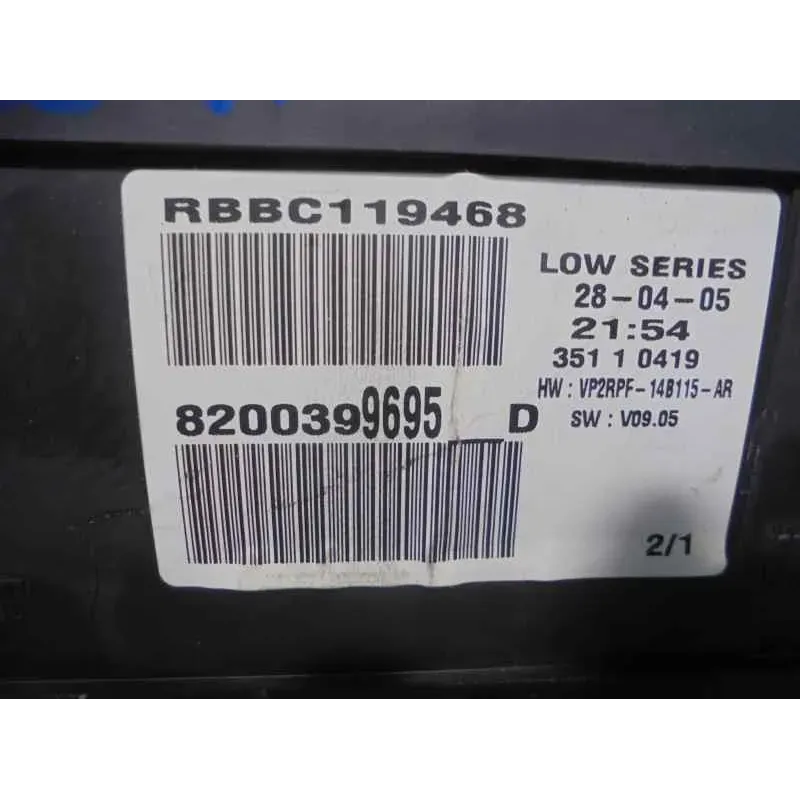 RBBC119468
LOW SERIES
28-04-05
21:54
351 1 0419
HW : VP2RPF-14B115-AR
SW : V09.05
8200399695__D
2/1